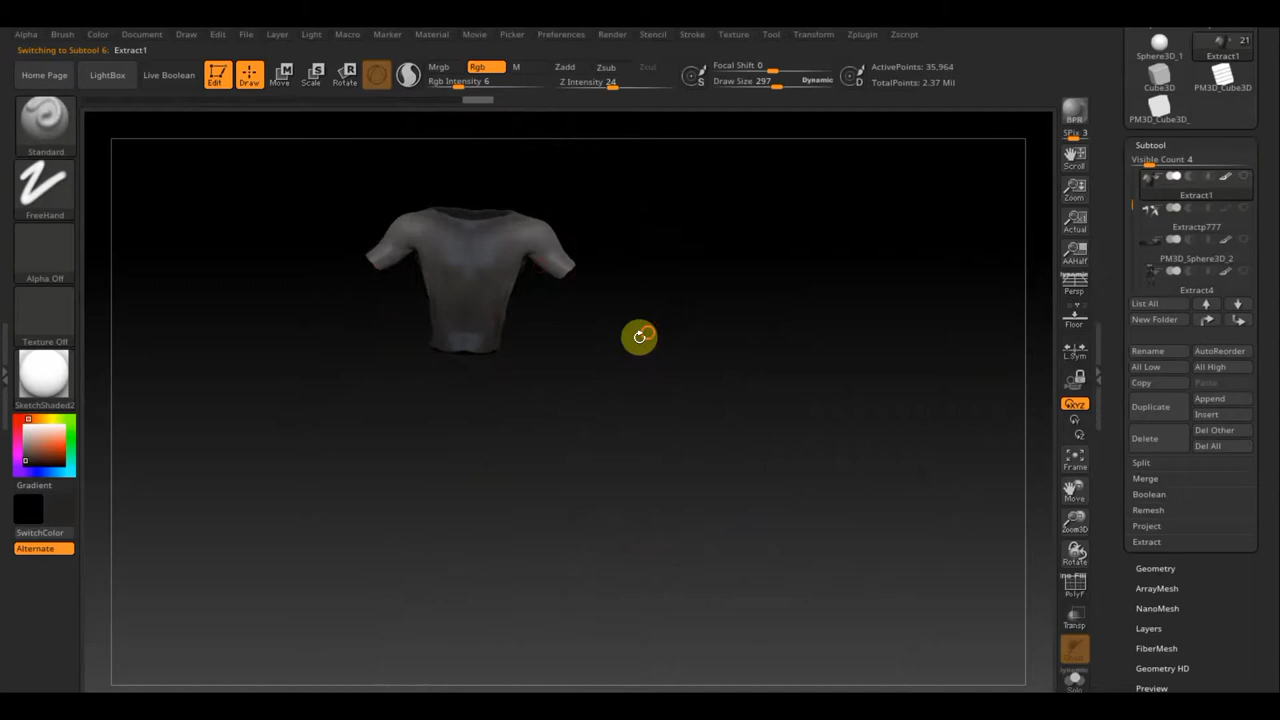 Alpha Brush Color Document Draw Edit File Layer Light Macro Marker Material Movie Picker Preferences Render Stencil Stroke Texture Tool Transform Zplugin Zscript
Switching to Subtool 6: Extract1
Home Page LightBox Live Boolean Edit Draw Move Scale Rotate
Mrgb Rgb M Zadd Zsub Zcut
Rgb Intensity 6 Z Intensity 24
Focal Shift 0
Draw Size 297 Dynamic
ActivePoints: 35,964
TotalPoints: 2.37 Mil
S
D
Standard
FreeHand
Alpha Off
Texture Off
SketchShaded2
Gradient
SwitchColor
Alternate
BPR
SPix 3
Scroll
Zoom
Actual
AAHalf
Dynamic
Persp
Floor
L.Sym
XYZ
Frame
Move
Zoom3D
Rotate
PolyF
Transp
Solo
21
Sphere3D_1 Extract1
Cube3D PM3D_Cube3D
PM3D_Cube3D_
Subtool
Visible Count 4
Extract1
Extractp777
PM3D_Sphere3D_2
Extract4
List All
New Folder
Rename AutoReorder
All Low All High
Copy Paste
Duplicate Append
Insert
Delete Del Other
Del All
Split
Merge
Boolean
Remesh
Project
Extract
Geometry
ArrayMesh
NanoMesh
Layers
FiberMesh
Geometry HD
Preview